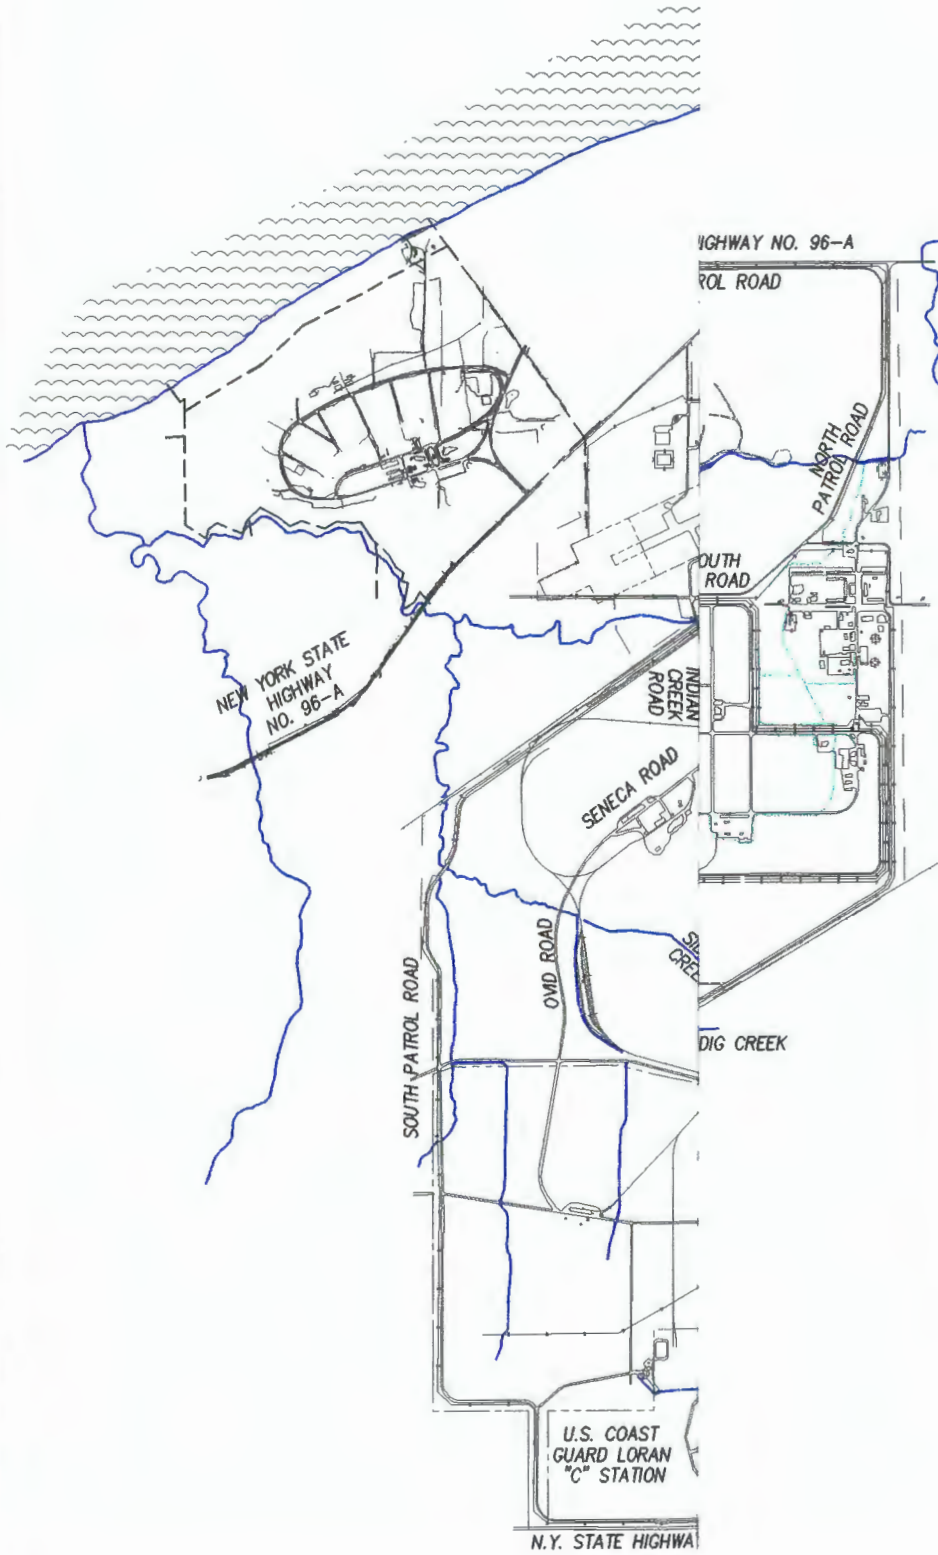 IGHWAY NO. 96-A
ROL ROAD
NORTH
PATROL ROAD
OUTH
ROAD
NEW YORK STATE
HIGHWAY
NO. 96-A
INDIAN
CREEK
ROAD
SENECA ROAD
OVID ROAD
CREE
SOUTH PATROL ROAD
DIG CREEK
U.S. COAST
GUARD LORAN
"C" STATION
N.Y. STATE HIGHWA